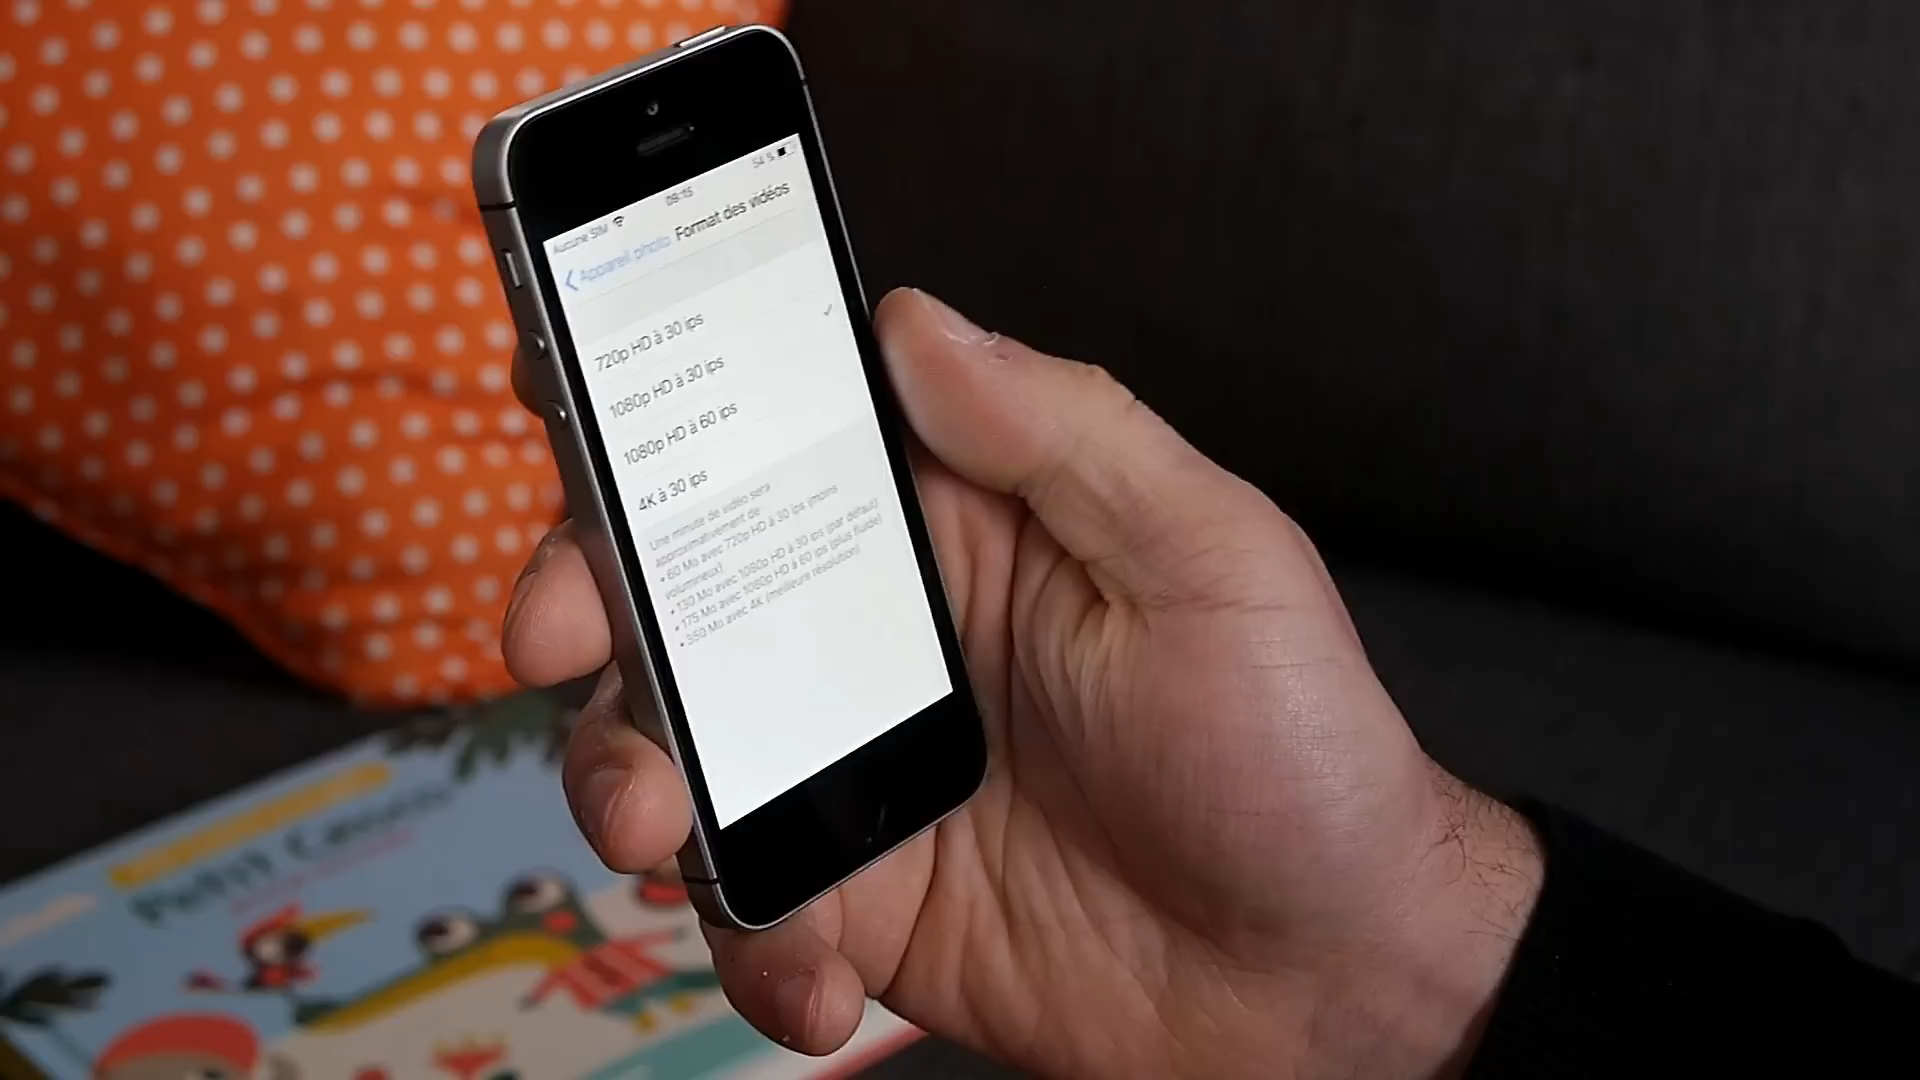 Aucune SIM 09:15 54 %
Appareil photo Format des vidéos
720p HD à 30 ips
1080p HD à 30 ips
1080p HD à 60 ips
4K à 30 ips
Une minute de vidéo sera
approximativement de
• 60 Mo avec 720p HD à 30 ips (moins
volumineux)
• 130 Mo avec 1080p HD à 30 ips (par défaut)
• 175 Mo avec 1080p HD à 60 ips (plus fluide)
• 350 Mo avec 4K (meilleure résolution)
Petit